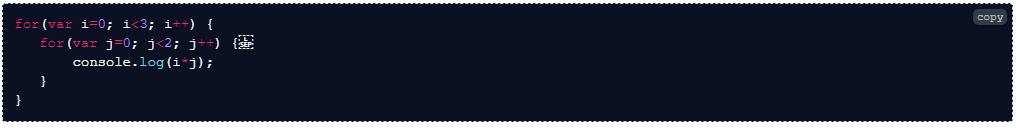 copy
for(var i=0; i<3; i++) {
   for(var j=0; j<2; j++) {
       console.log(i*j);
   }
}